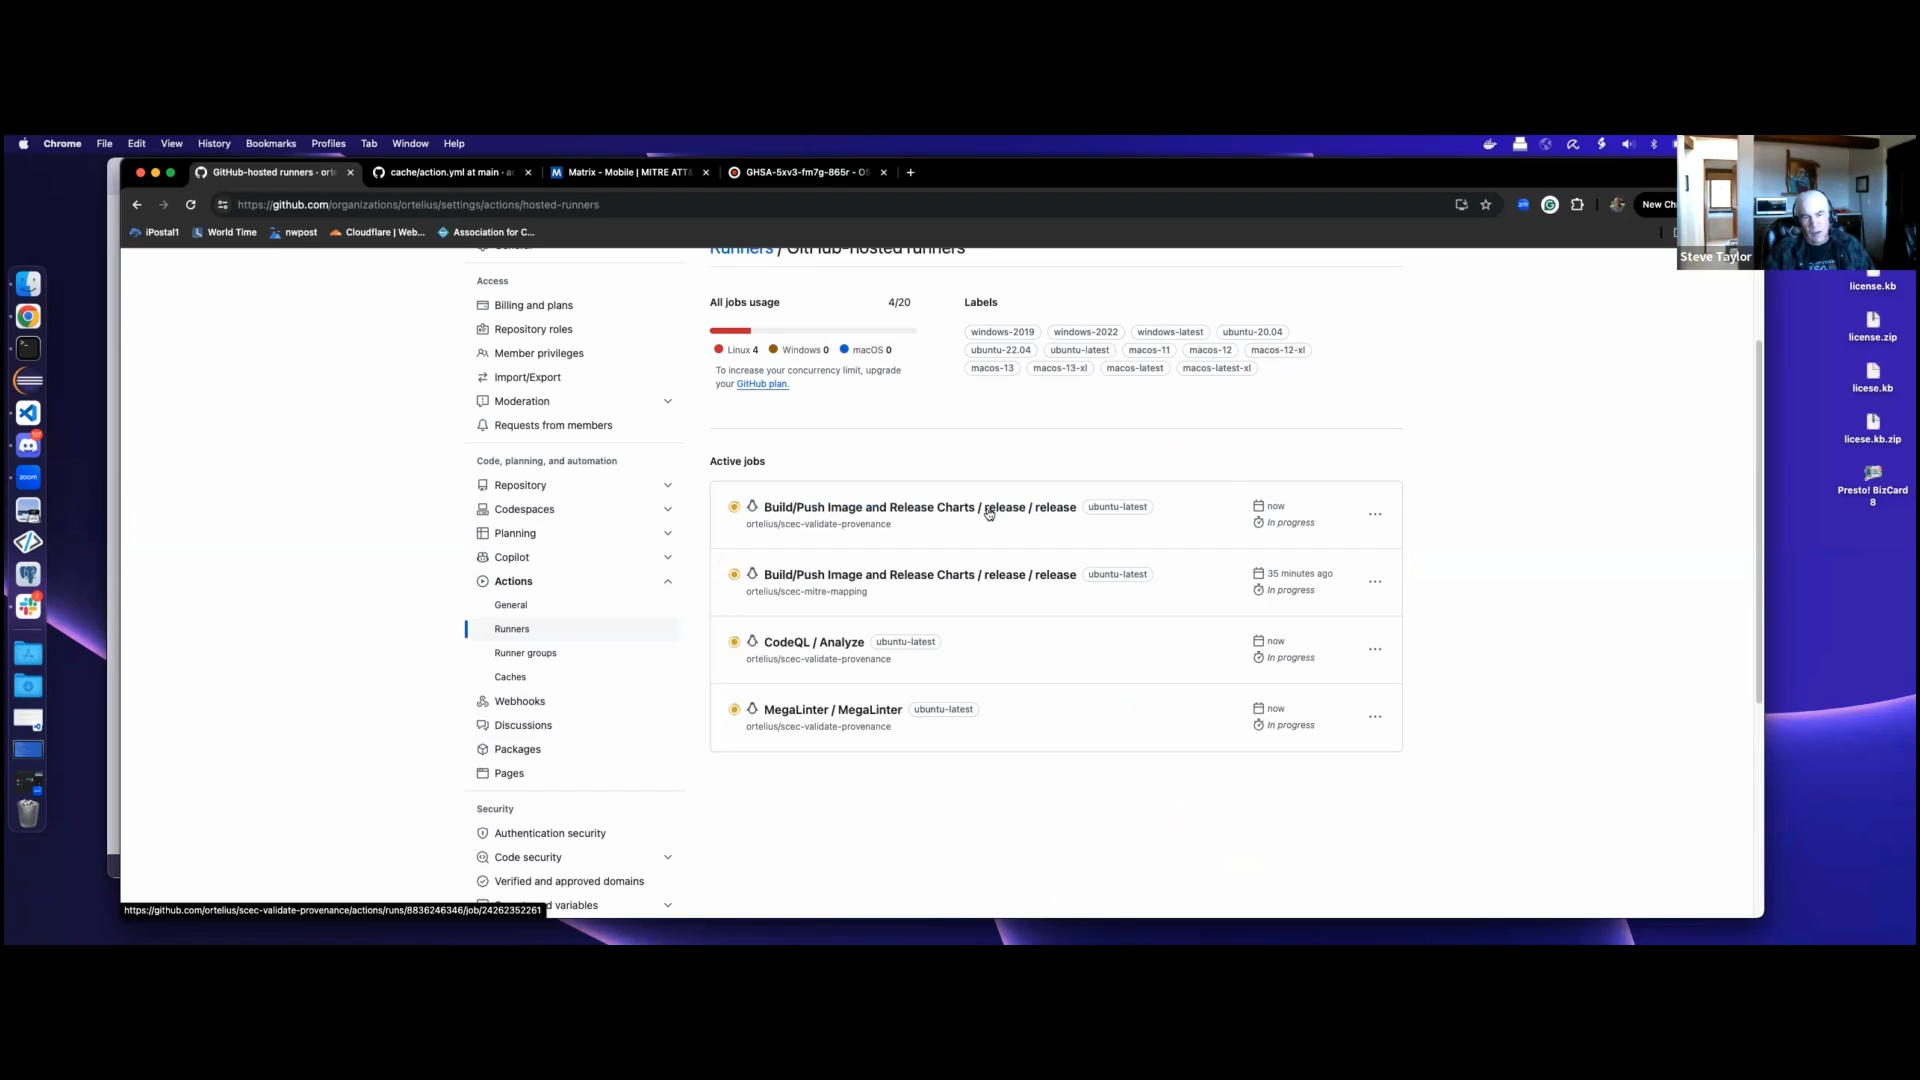 Chrome File Edit View History Bookmarks Profiles Tab Window Help
GitHub-hosted runners · orte
cache/action.yml at main · ac
Matrix - Mobile | MITRE ATT&
GHSA-5xv3-fm7g-865r - OS
https://github.com/organizations/ortelius/settings/actions/hosted-runners
New Ch
iPostal1 World Time nwpost Cloudflare | Web... Association for C...
Steve Taylor
license.kb
license.zip
licese.kb
licese.kb.zip
Presto! BizCard
8
137
zoom
Runners / GitHub-hosted runners
General
Access
Billing and plans
Repository roles
Member privileges
Import/Export
Moderation
Requests from members
Code, planning, and automation
Repository
Codespaces
Planning
Copilot
Actions
General
Runners
Runner groups
Caches
Webhooks
Discussions
Packages
Pages
Security
Authentication security
Code security
Verified and approved domains
d variables
All jobs usage 4/20
Linux 4 Windows 0 macOS 0
To increase your concurrency limit, upgrade
your GitHub plan.
Labels
windows-2019 windows-2022 windows-latest ubuntu-20.04
ubuntu-22.04 ubuntu-latest macos-11 macos-12 macos-12-xl
macos-13 macos-13-xl macos-latest macos-latest-xl
Active jobs
Build/Push Image and Release Charts / release / release ubuntu-latest
ortelius/scec-validate-provenance
now
In progress
Build/Push Image and Release Charts / release / release ubuntu-latest
ortelius/scec-mitre-mapping
35 minutes ago
In progress
CodeQL / Analyze ubuntu-latest
ortelius/scec-validate-provenance
now
In progress
MegaLinter / MegaLinter ubuntu-latest
ortelius/scec-validate-provenance
now
In progress
https://github.com/ortelius/scec-validate-provenance/actions/runs/8836246346/job/24262352261